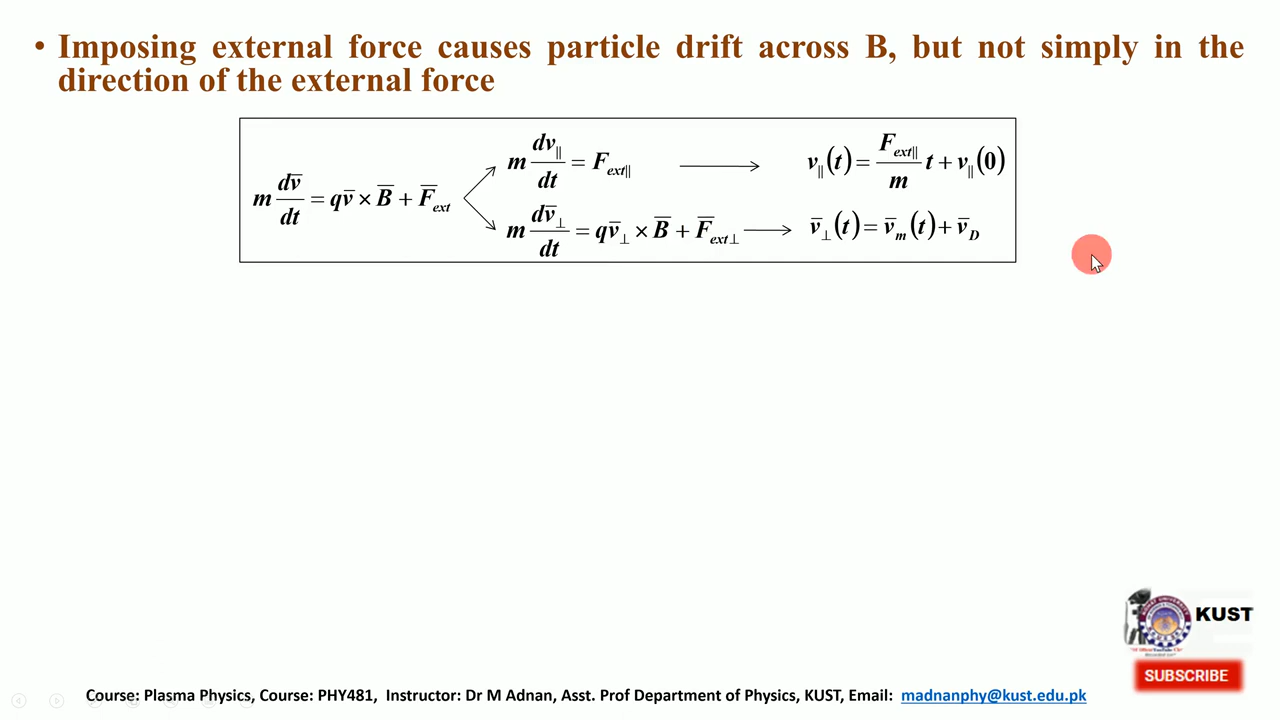 • Imposing external force causes particle drift across B, but not simply in the
direction of the external force
m dv̅/dt = qv̅ × B̅ + F̅ext
m dv∥/dt = Fext∥ → v∥(t) = Fext∥/m t + v∥(0)
m dv̅⊥/dt = qv̅⊥ × B̅ + F̅ext⊥ → v̅⊥(t) = v̅m(t) + v̅D
KUST
SUBSCRIBE
Course: Plasma Physics, Course: PHY481, Instructor: Dr M Adnan, Asst. Prof Department of Physics, KUST, Email: madnanphy@kust.edu.pk